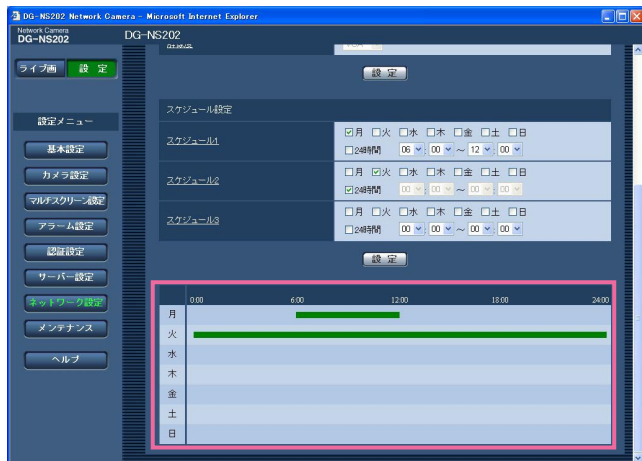 DG-NS202 Network Camera - Microsoft Internet Explorer
Network Camera
DG-NS202
DG-NS202
ライブ画 設 定
設定メニュー
基本設定
カメラ設定
マルチスクリーン設定
アラーム設定
認証設定
サーバー設定
ネットワーク設定
メンテナンス
ヘルプ
設 定
スケジュール設定
スケジュール1
月 火 水 木 金 土 日
24時間 06 : 00 ~ 12 : 00
スケジュール2
月 火 水 木 金 土 日
24時間 00 : 00 ~ 00 : 00
スケジュール3
月 火 水 木 金 土 日
24時間 00 : 00 ~ 00 : 00
設 定
0:00 6:00 12:00 18:00 24:00
月
火
水
木
金
土
日